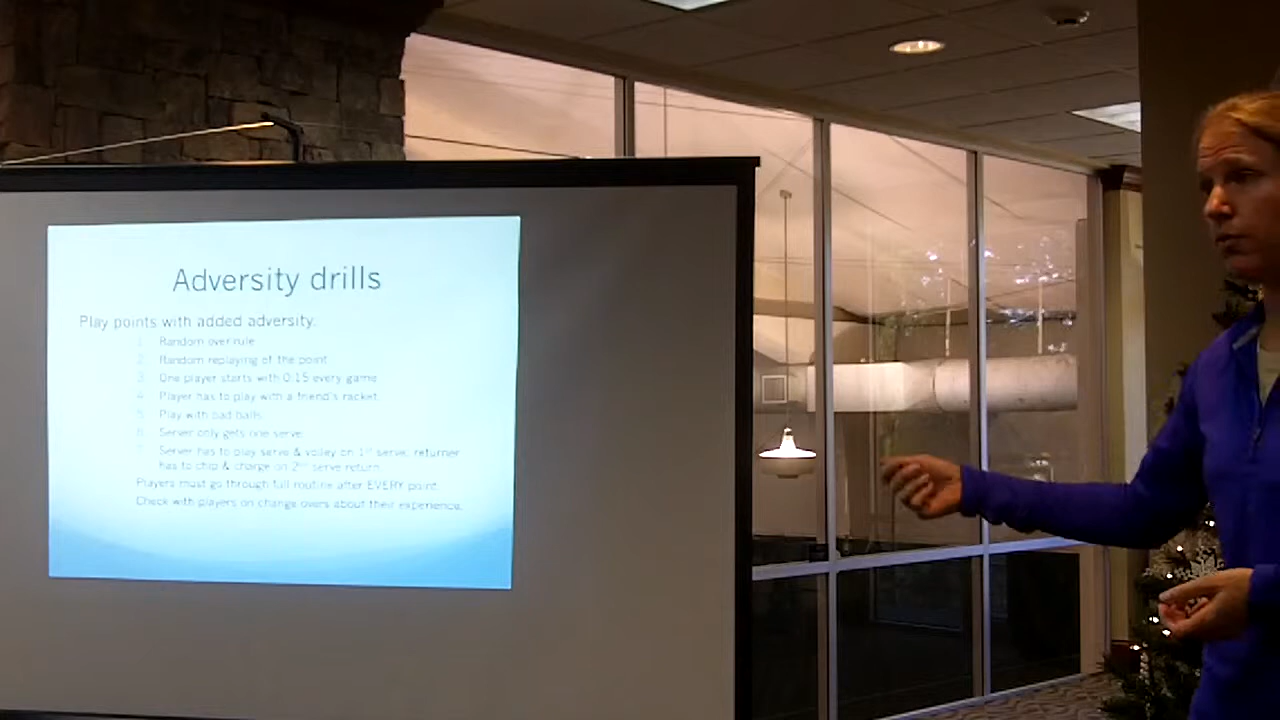 Adversity drills
Play points with added adversity.
1. Random over rule
2. Random replaying of the point
3. One player starts with 0.15 every game
4. Player has to play with a friend's racket.
5. Play with bad balls
6. Server only gets one serve
7. Server has to play serve & volley on 1st serve, returner
has to chip & charge on 2nd serve return
Players must go through full routine after EVERY point.
Check with players on change overs about their experience.